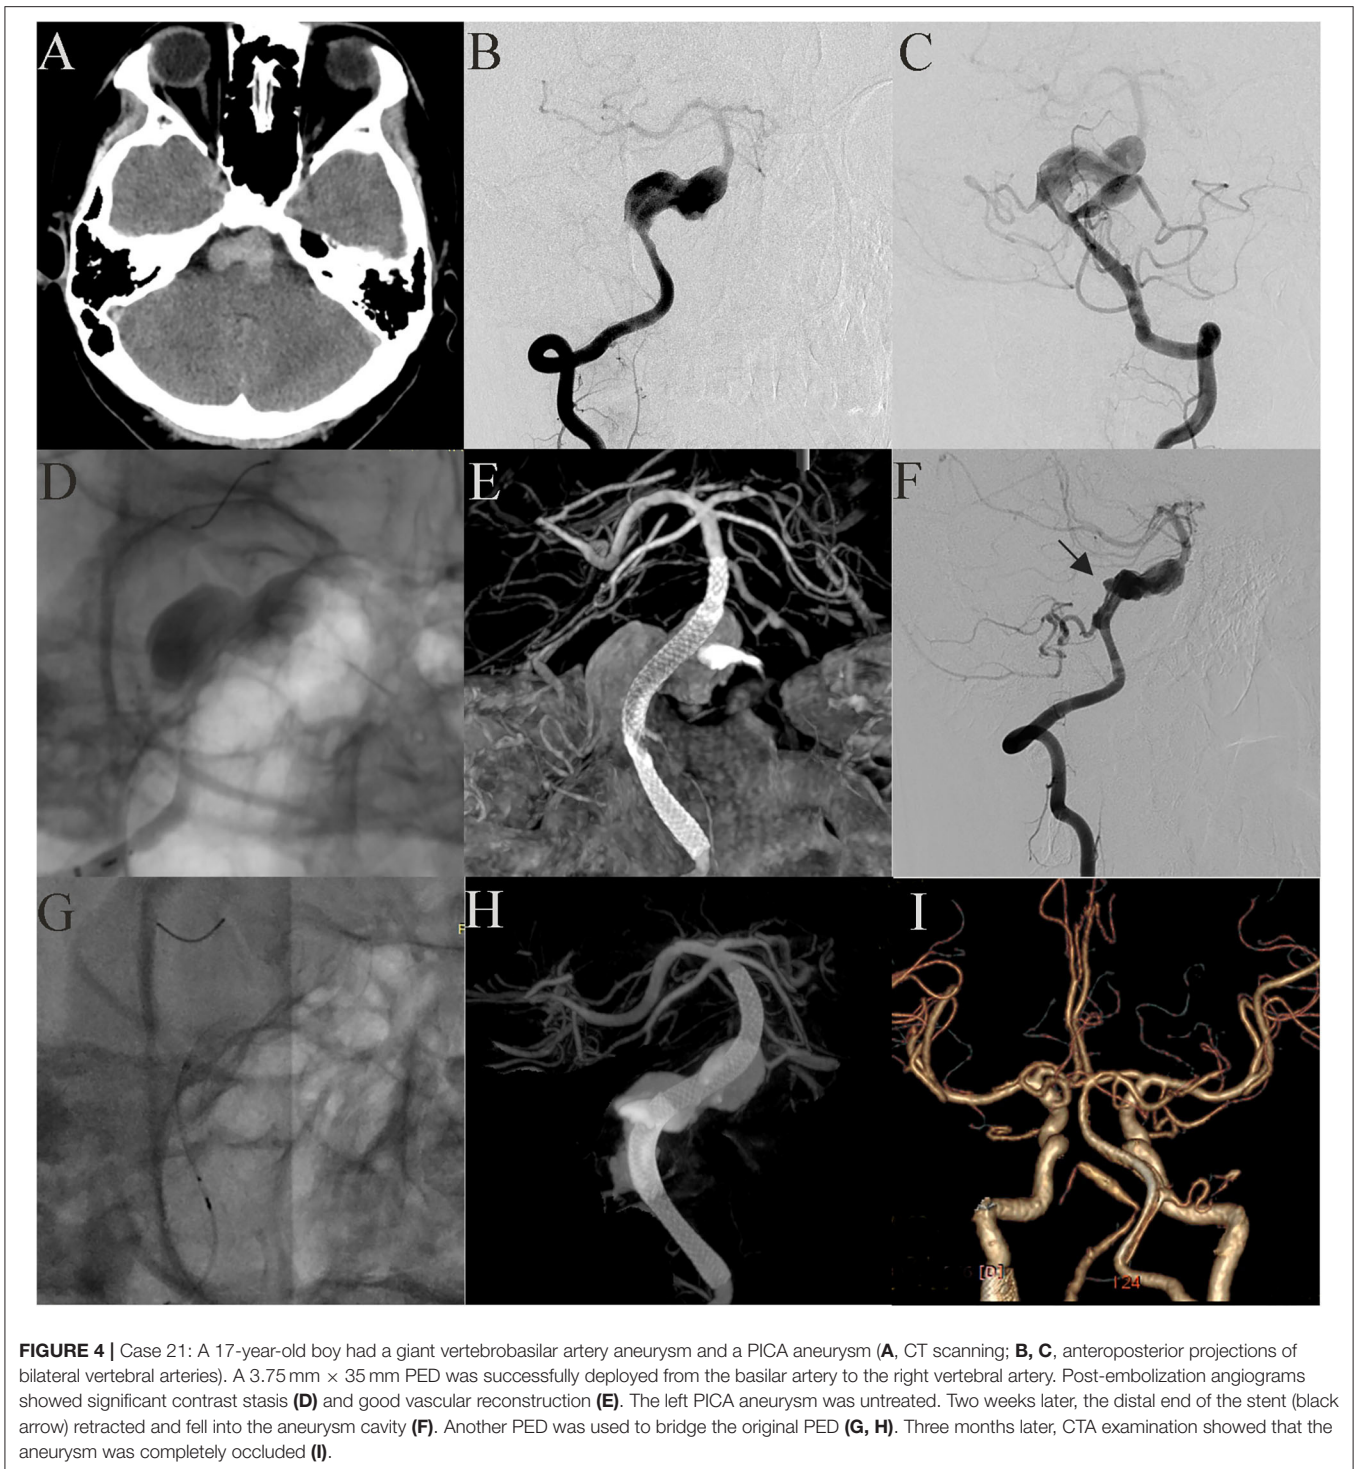 A
B
C
D
E
F
G
F
H
I
6 [D]
I 24
FIGURE 4 | Case 21: A 17-year-old boy had a giant vertebrobasilar artery aneurysm and a PICA aneurysm (A, CT scanning; B, C, anteroposterior projections of
bilateral vertebral arteries). A 3.75 mm × 35 mm PED was successfully deployed from the basilar artery to the right vertebral artery. Post-embolization angiograms
showed significant contrast stasis (D) and good vascular reconstruction (E). The left PICA aneurysm was untreated. Two weeks later, the distal end of the stent (black
arrow) retracted and fell into the aneurysm cavity (F). Another PED was used to bridge the original PED (G, H). Three months later, CTA examination showed that the
aneurysm was completely occluded (I).